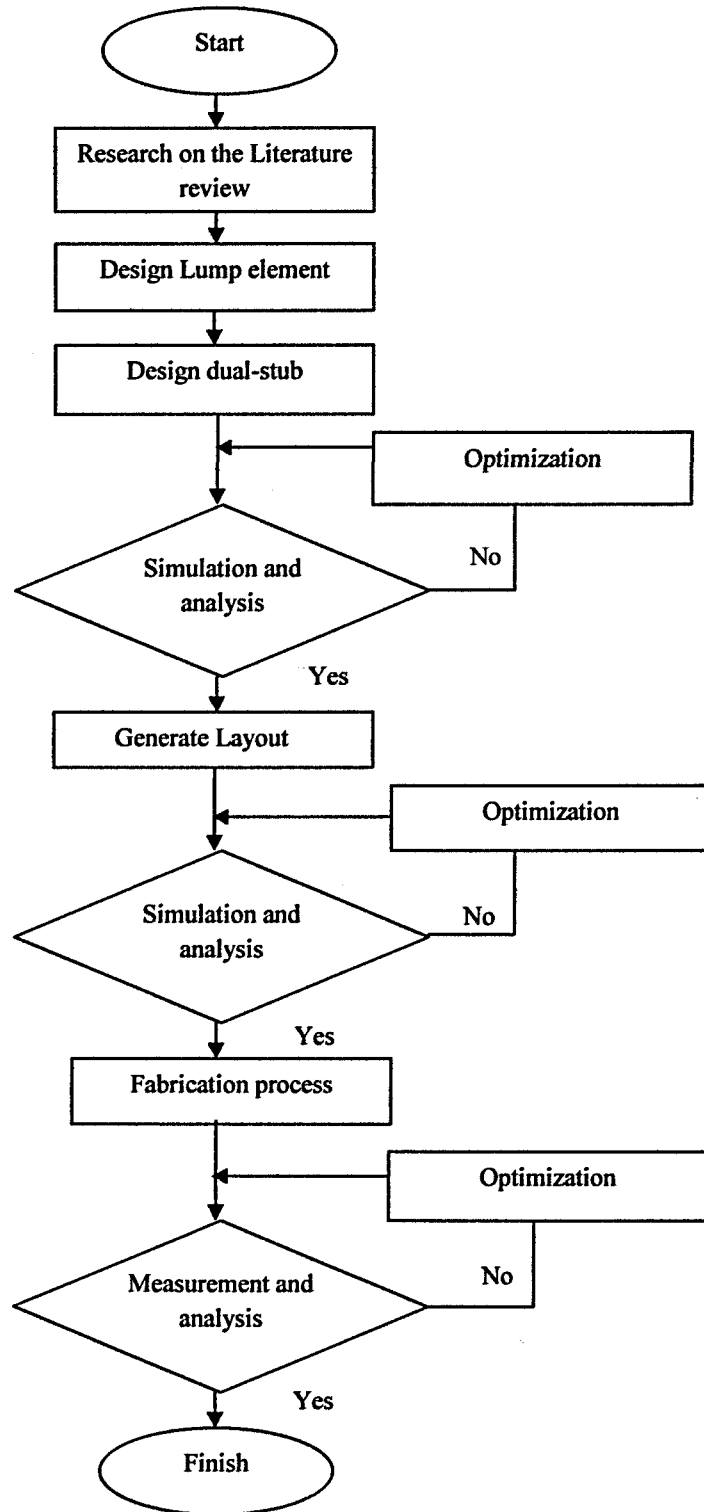 Start
Research on the Literature
review
Design Lump element
Design dual-stub
Optimization
No
Simulation and
analysis
Yes
Generate Layout
Optimization
No
Simulation and
analysis
Yes
Fabrication process
Optimization
No
Measurement and
analysis
Yes
Finish